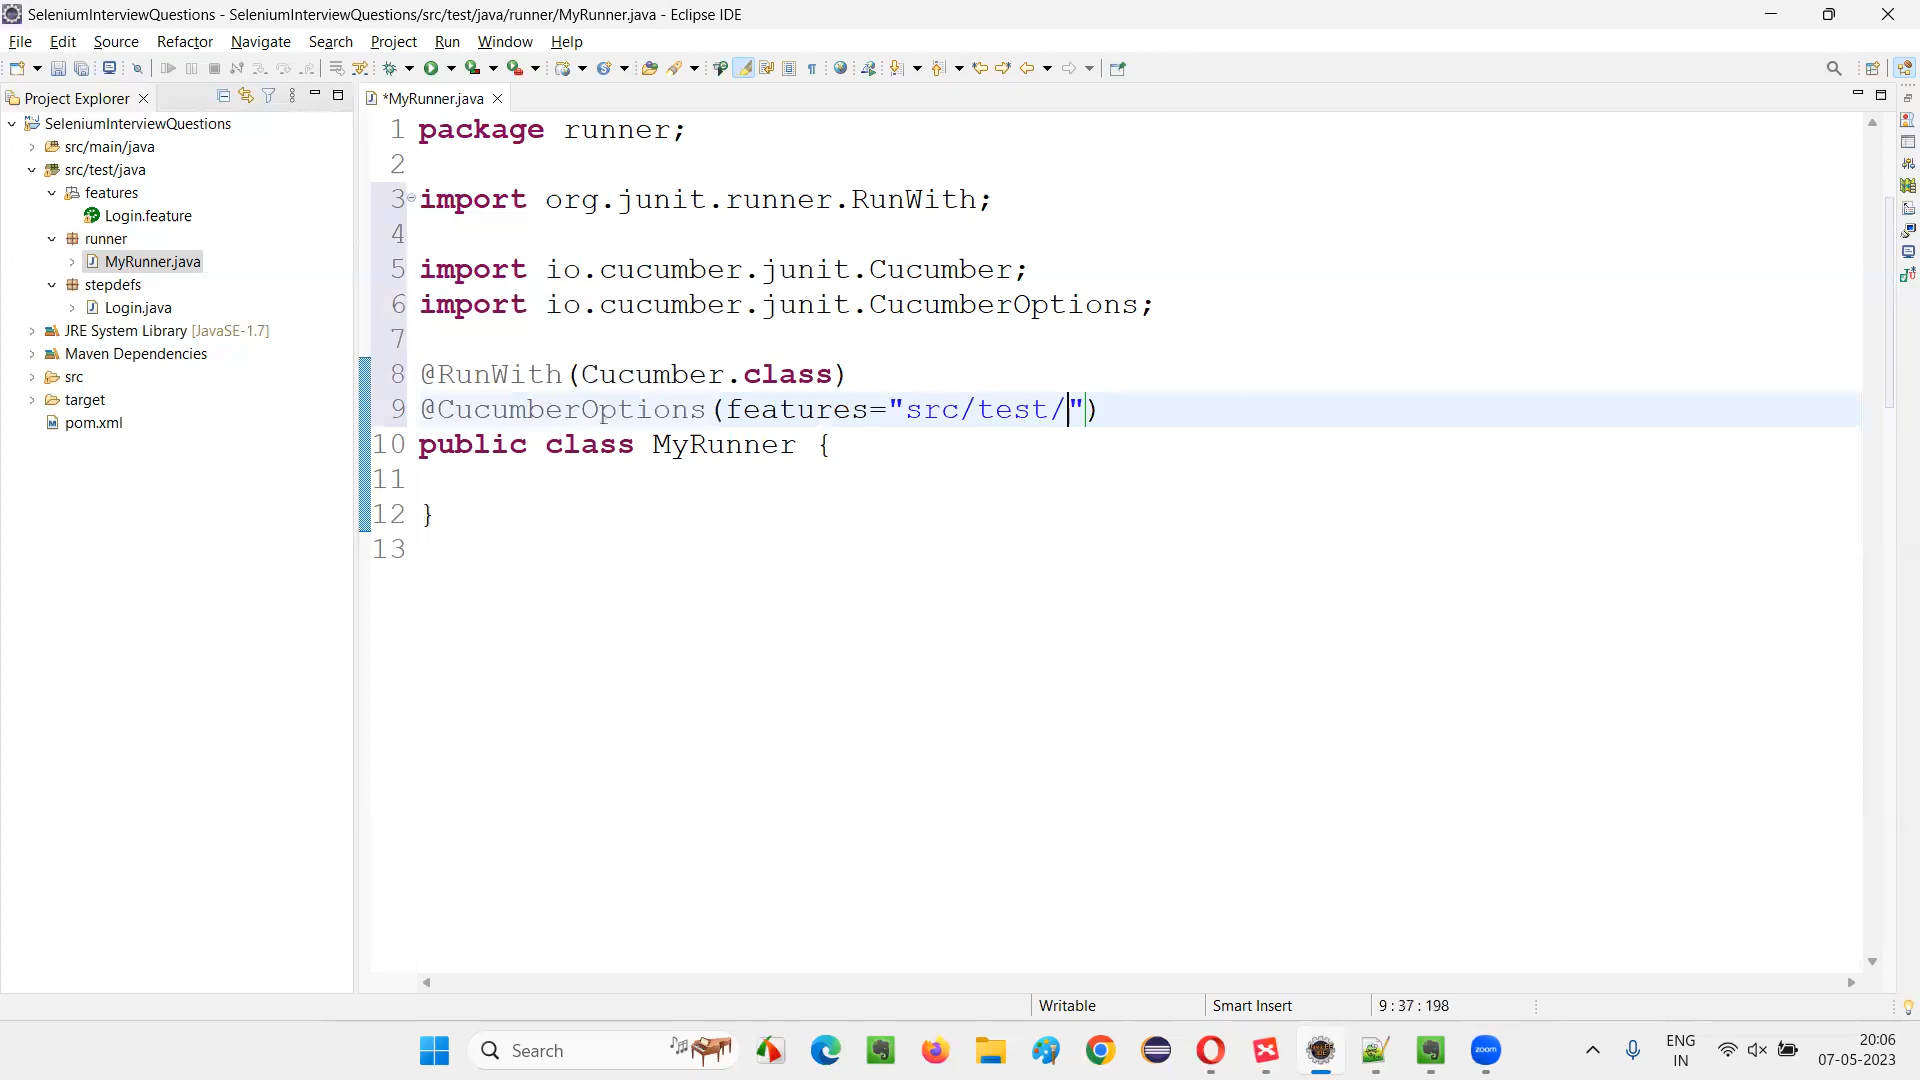 SeleniumInterviewQuestions - SeleniumInterviewQuestions/src/test/java/runner/MyRunner.java - Eclipse IDE
File Edit Source Refactor Navigate Search Project Run Window Help
Project Explorer
SeleniumInterviewQuestions
src/main/java
src/test/java
features
Login.feature
runner
MyRunner.java
stepdefs
Login.java
JRE System Library [JavaSE-1.7]
Maven Dependencies
src
target
pom.xml
*MyRunner.java
1 package runner;
2
3 import org.junit.runner.RunWith;
4
5 import io.cucumber.junit.Cucumber;
6 import io.cucumber.junit.CucumberOptions;
7
8 @RunWith(Cucumber.class)
9 @CucumberOptions(features="src/test/")
10 public class MyRunner {
11
12 }
13
Writable Smart Insert 9 : 37 : 198
Search
zoom
ENG
IN
20:06
07-05-2023